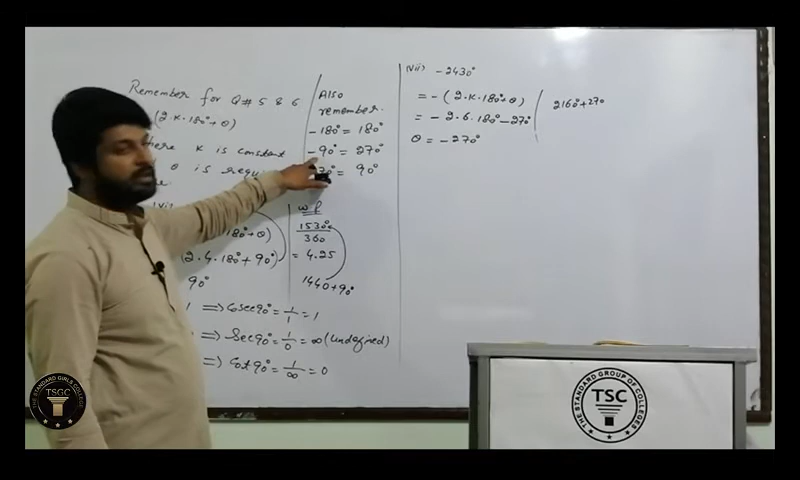 Remember for Q # 5 & 6
(2.K.180°+θ)
here K is constant
θ is
180°+θ)
(2.4.180°+90°)
90°
1 ⇒ Cosec90° = 1/1 = 1
⇒ Sec90° = 1/0 = ∞ (undefined)
⇒ Cot90° = 1/∞ = 0
Also
remember.
-180° = 180°
-90° = 270°
270° = 90°
w.f
1530°
360
= 4.25
1440+90°
(vii) -2430°
= -(2.K.180°+θ)
= -2.6.180°-270°
θ = -270°
2160°+270
THE STANDARD GIRLS COLLEGE
TSGC
THE STANDARD GROUP OF COLLEGES
TSC